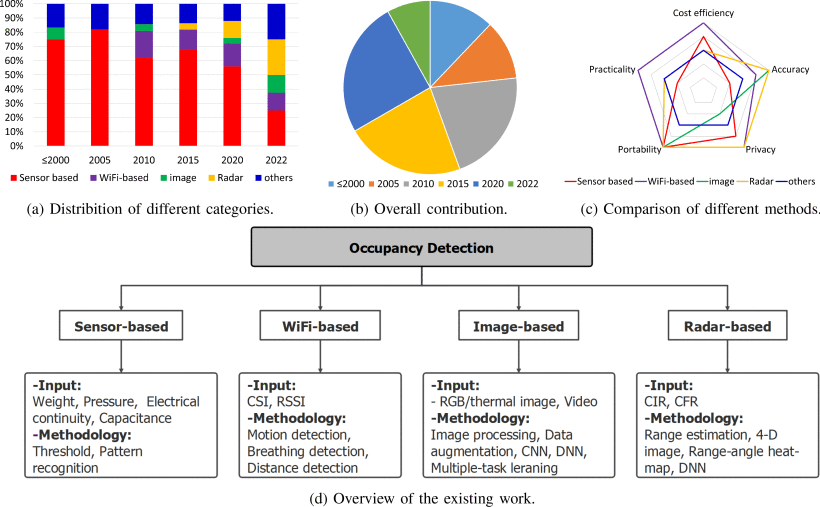 100%
90%
80%
70%
60%
50%
40%
30%
20%
10%
0%
≤2000 2005 2010 2015 2020 2022
Sensor based WiFi-based image Radar others
(a) Distribition of different categories.
≤2000 2005 2010 2015 2020 2022
(b) Overall contribution.
Cost efficiency
Practicality Accuracy
Portability Privacy
Sensor based WiFi-based image Radar others
(c) Comparison of different methods.
Occupancy Detection
Sensor-based
WiFi-based
Image-based
Radar-based
-Input:
Weight, Pressure, Electrical
continuity, Capacitance
-Methodology:
Threshold, Pattern
recognition
-Input:
CSI, RSSI
-Methodology:
Motion detection,
Breathing detection,
Distance detection
-Input:
- RGB/thermal image, Video
-Methodology:
Image processing, Data
augmentation, CNN, DNN,
Multiple-task leraning
-Input:
CIR, CFR
-Methodology:
Range estimation, 4-D
image, Range-angle heat-
map, DNN
(d) Overview of the existing work.